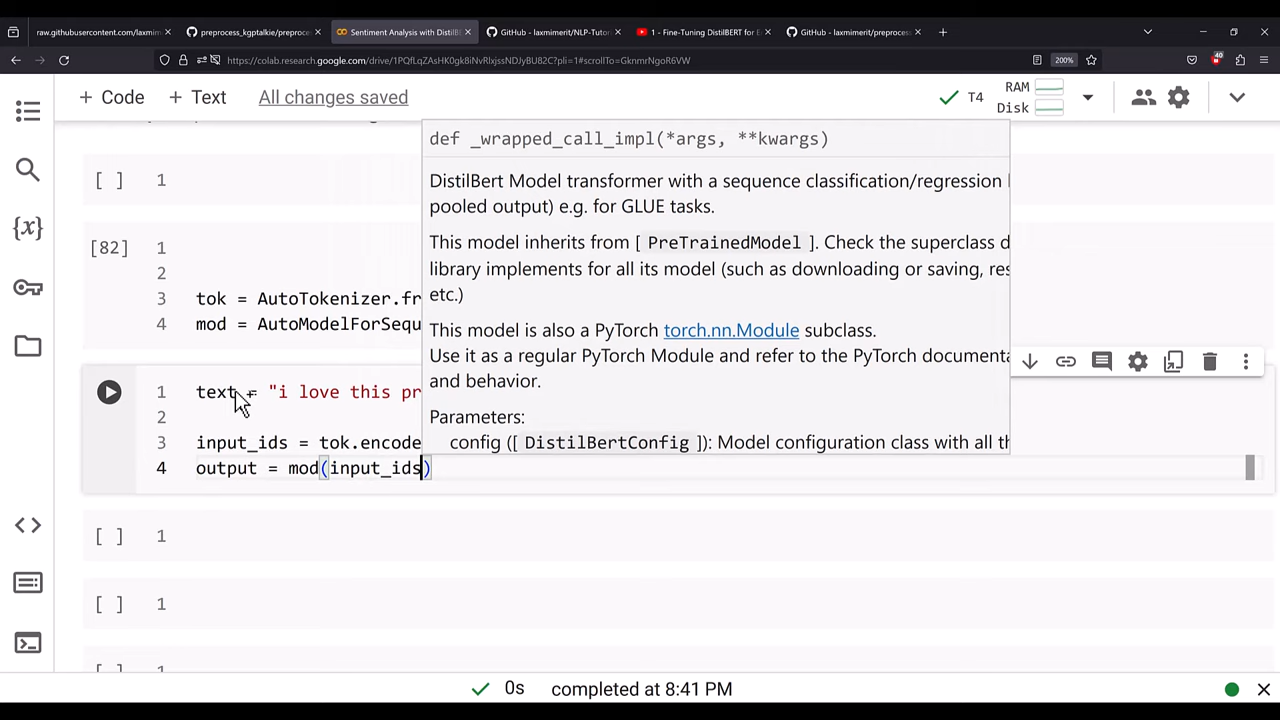 raw.githubusercontent.com/laxmim
preprocess_kgptalkie/preproce
Sentiment Analysis with DistilBE
GitHub - laxmimerit/NLP-Tutor
1 - Fine-Tuning DistilBERT for E
GitHub - laxmimerit/preproces
https://colab.research.google.com/drive/1PQfLqZAsHK0gk8iNvRlxjssNDJyBU82C?pli=1#scrollTo=GknmrNgoR6VW
200%
40
+ Code + Text All changes saved
T4
RAM
Disk
def _wrapped_call_impl(*args, **kwargs)
DistilBert Model transformer with a sequence classification/regression
pooled output) e.g. for GLUE tasks.
This model inherits from [ PreTrainedModel ]. Check the superclass d
library implements for all its model (such as downloading or saving, res
etc.)
This model is also a PyTorch torch.nn.Module subclass.
Use it as a regular PyTorch Module and refer to the PyTorch documenta
and behavior.
Parameters:
config ([ DistilBertConfig ]): Model configuration class with all th
[ ] 1
[82] 1
2
3 tok = AutoTokenizer.fr
4 mod = AutoModelForSequ
1 text = "i love this pr
2
3 input_ids = tok.encode
4 output = mod(input_ids)
[ ] 1
[ ] 1
[ ] 1
0s completed at 8:41 PM